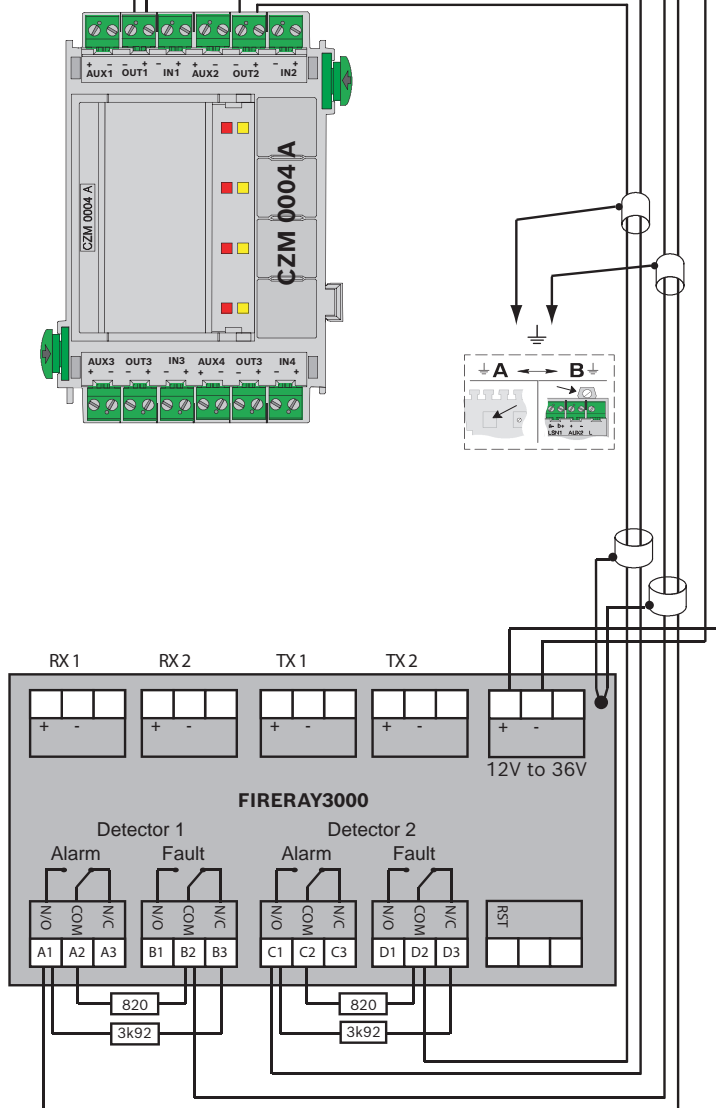 + - - + - + + - - + - +
AUX1 OUT1 IN1 AUX2 OUT2 IN2
CZM 0004 A
CZM 0004 A
AUX3 OUT3 IN3 AUX4 OUT3 IN4
+ - - + - + + - - + - +
A B
a- b+ + -
LSN1 AUX2 L
RX 1 RX 2 TX 1 TX 2
+ - + - + - + - + -
12V to 36V
FIRERAY3000
Detector 1 Detector 2
Alarm Fault Alarm Fault
N/O COM N/C N/O COM N/C N/O COM N/C N/O COM N/C RST
A1 A2 A3 B1 B2 B3 C1 C2 C3 D1 D2 D3
820 820
3k92 3k92